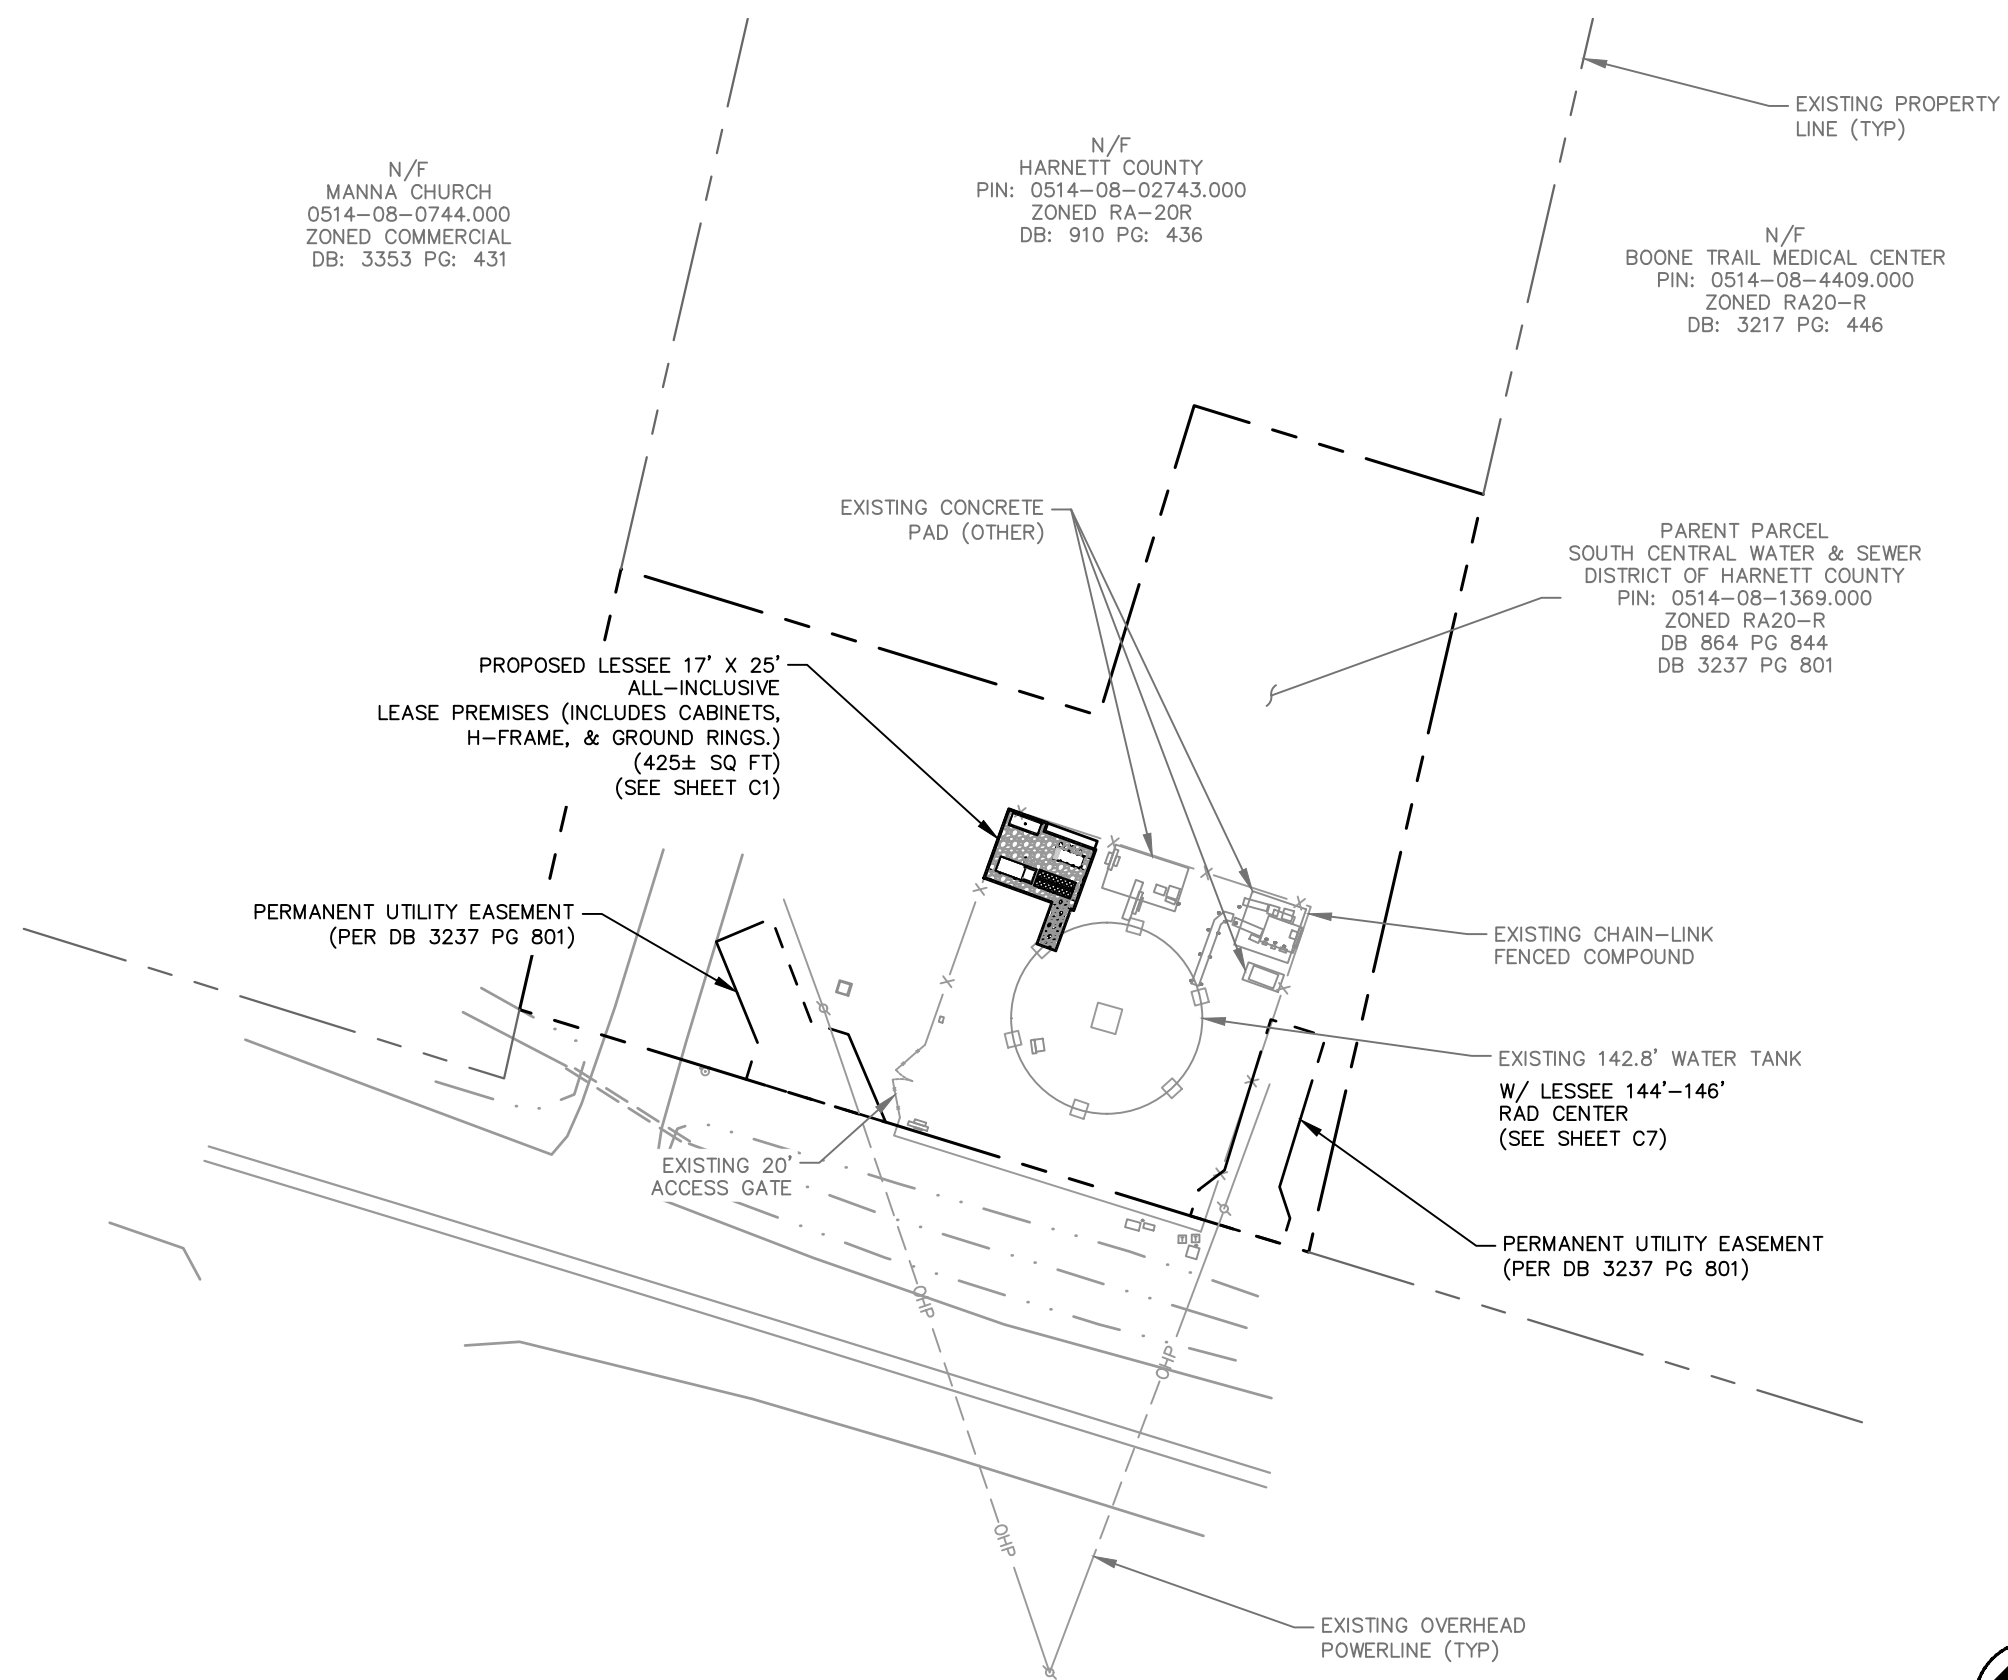 EXISTING PROPERTY
LINE (TYP)
N/F
MANNA CHURCH
0514-08-0744.000
ZONED COMMERCIAL
DB: 3353 PG: 431
N/F
HARNETT COUNTY
PIN: 0514-08-02743.000
ZONED RA-20R
DB: 910 PG: 436
N/F
BOONE TRAIL MEDICAL CENTER
PIN: 0514-08-4409.000
ZONED RA20-R
DB: 3217 PG: 446
EXISTING CONCRETE
PAD (OTHER)
PARENT PARCEL
SOUTH CENTRAL WATER & SEWER
DISTRICT OF HARNETT COUNTY
PIN: 0514-08-1369.000
ZONED RA20-R
DB 864 PG 844
DB 3237 PG 801
PROPOSED LESSEE 17' X 25'
ALL-INCLUSIVE
LEASE PREMISES (INCLUDES CABINETS,
H-FRAME, & GROUND RINGS.)
(425± SQ FT)
(SEE SHEET C1)
PERMANENT UTILITY EASEMENT
(PER DB 3237 PG 801)
EXISTING CHAIN-LINK
FENCED COMPOUND
EXISTING 142.8' WATER TANK
W/ LESSEE 144'-146'
RAD CENTER
(SEE SHEET C7)
EXISTING 20'
ACCESS GATE
PERMANENT UTILITY EASEMENT
(PER DB 3237 PG 801)
OHP
OHP
OHP
EXISTING OVERHEAD
POWERLINE (TYP)